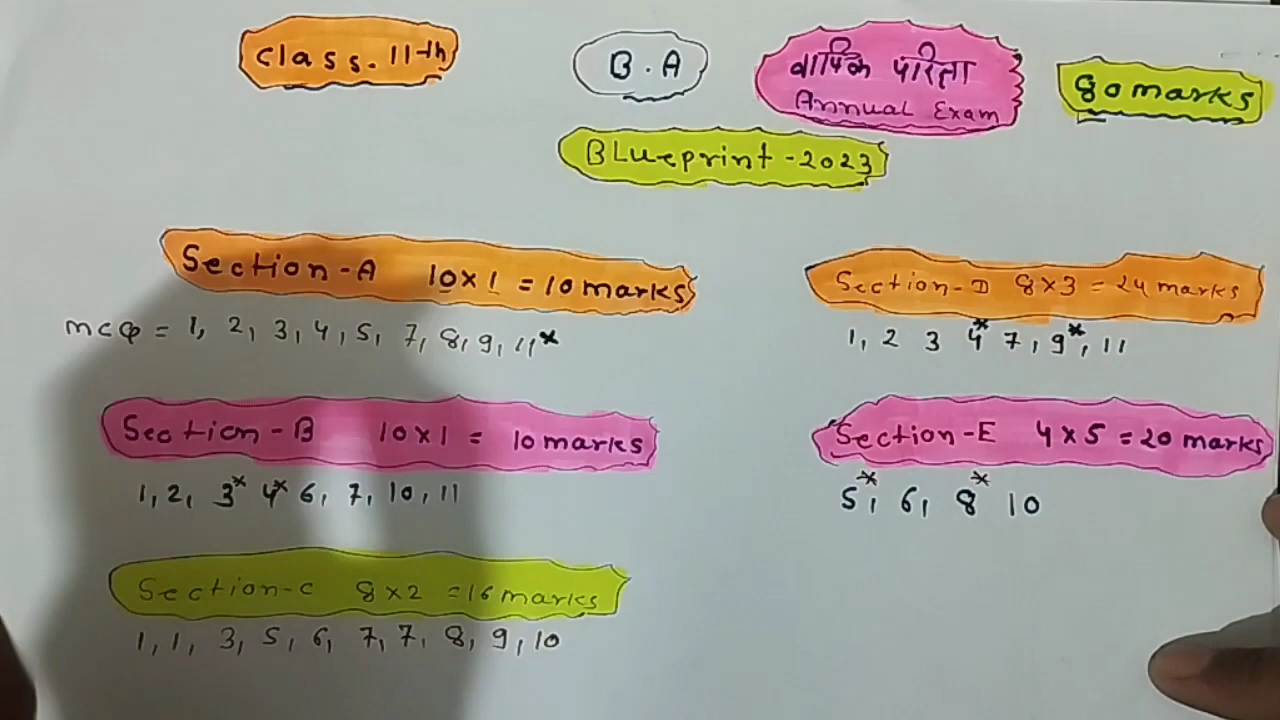 Class. 11th
B.A
वार्षिक परिक्षा
Annual Exam
80 marks
Blueprint - 2023
Section - A 10 x 1 = 10 marks
mcq = 1, 2, 3, 4, 5, 7, 8, 9, 11*
Section - B 10 x 1 = 10 marks
1, 2, 3* 4* 6, 7, 10, 11
Section - C 8 x 2 = 16 marks
1, 1, 3, 5, 6, 7, 7, 8, 9, 10
Section - D 8 x 3 = 24 marks
1, 2 3 4* 7, 9*, 11
Section - E 4 x 5 = 20 marks
5*, 6, 8* 10